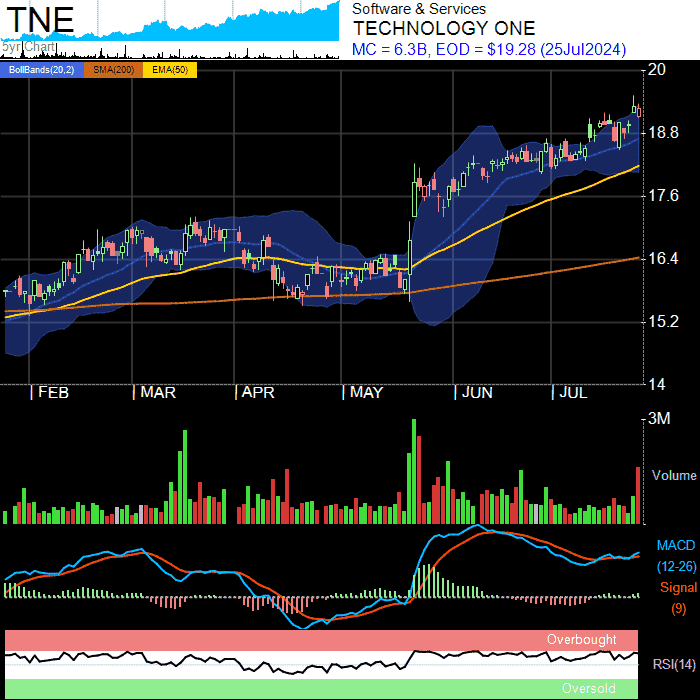 TNE
5yr Chart
Software & Services
TECHNOLOGY ONE
MC = 6.3B, EOD = $19.28 (25Jul2024)
BollBands(20,2) SMA(200) EMA(50)
20
18.8
17.6
16.4
15.2
14
| FEB | MAR | APR | MAY | JUN | JUL
3M
Volume
MACD
(12-26)
Signal
(9)
Overbought
RSI(14)
Oversold